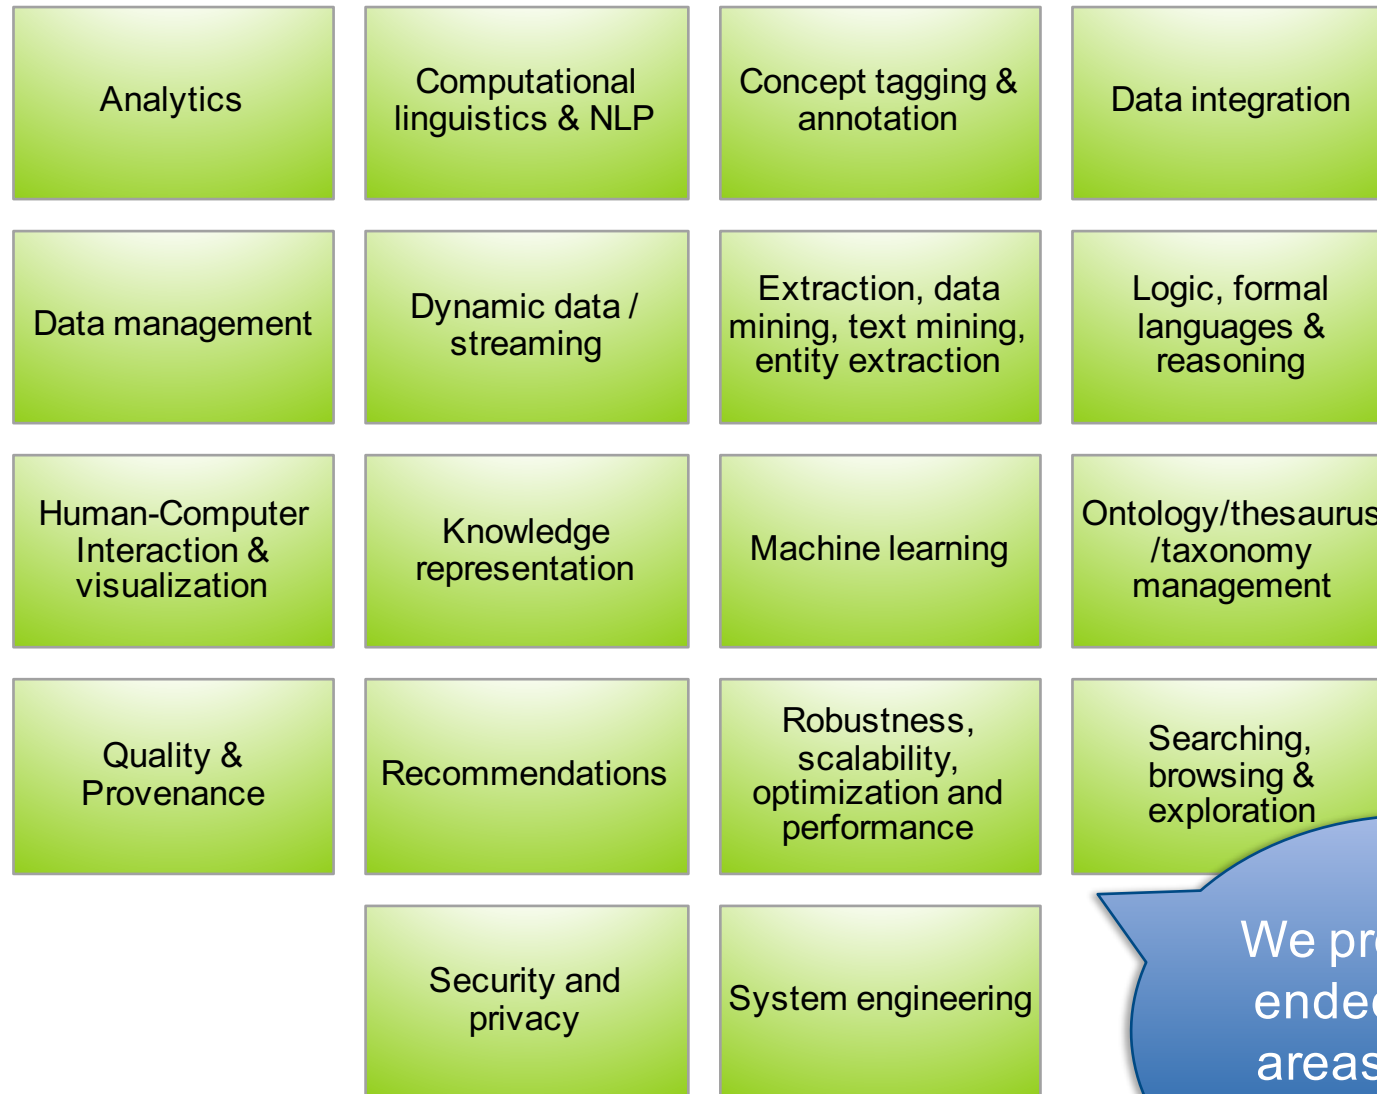 Analytics
Computational
linguistics & NLP
Concept tagging &
annotation
Data integration
Data management
Dynamic data /
streaming
Extraction, data
mining, text mining,
entity extraction
Logic, formal
languages &
reasoning
Human-Computer
Interaction &
visualization
Knowledge
representation
Machine learning
Ontology/thesaurus
/taxonomy
management
Quality &
Provenance
Recommendations
Robustness,
scalability,
optimization and
performance
Searching,
browsing &
exploration
Security and
privacy
System engineering
We
areas